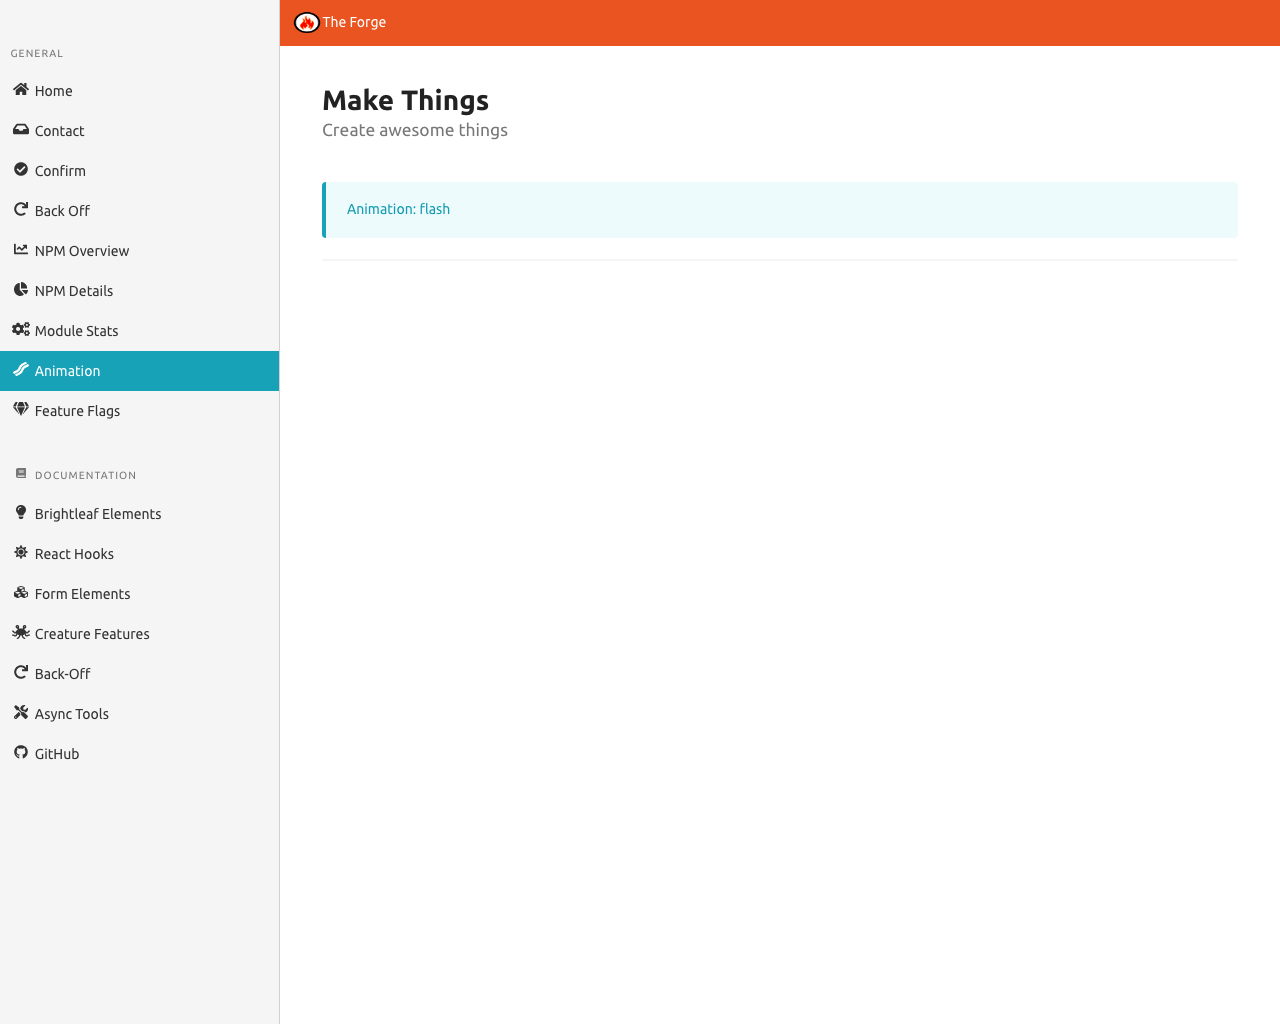 The Forge
GENERAL
Home
Contact
Confirm
Back Off
NPM Overview
NPM Details
Module Stats
Animation
Feature Flags
DOCUMENTATION
Brightleaf Elements
React Hooks
Form Elements
Creature Features
Back-Off
Async Tools
GitHub
Make Things
Create awesome things
Animation: flash